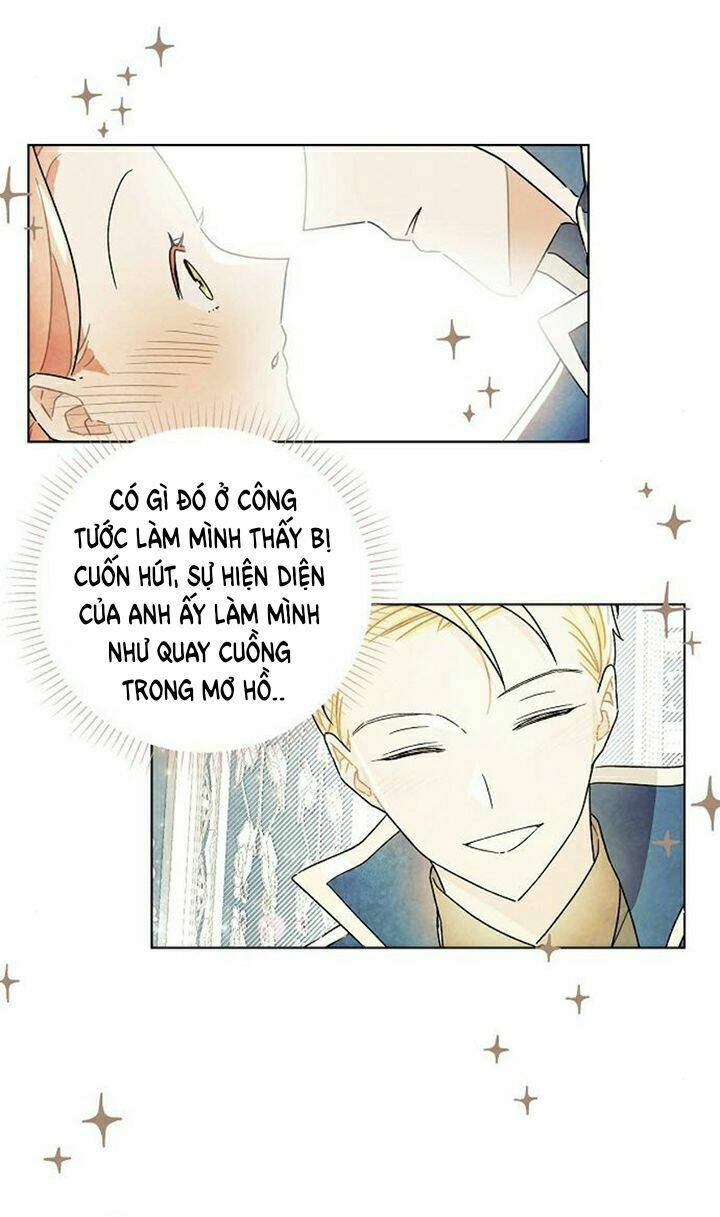 CÓ GÌ ĐÓ Ở CÔNG
TƯỚC LÀM MÌNH THẤY BỊ
CUỐN HÚT, SỰ HIỆN DIỆN
CỦA ANH ẤY LÀM MÌNH
NHƯ QUAY CUỒNG
TRONG MƠ HỒ..